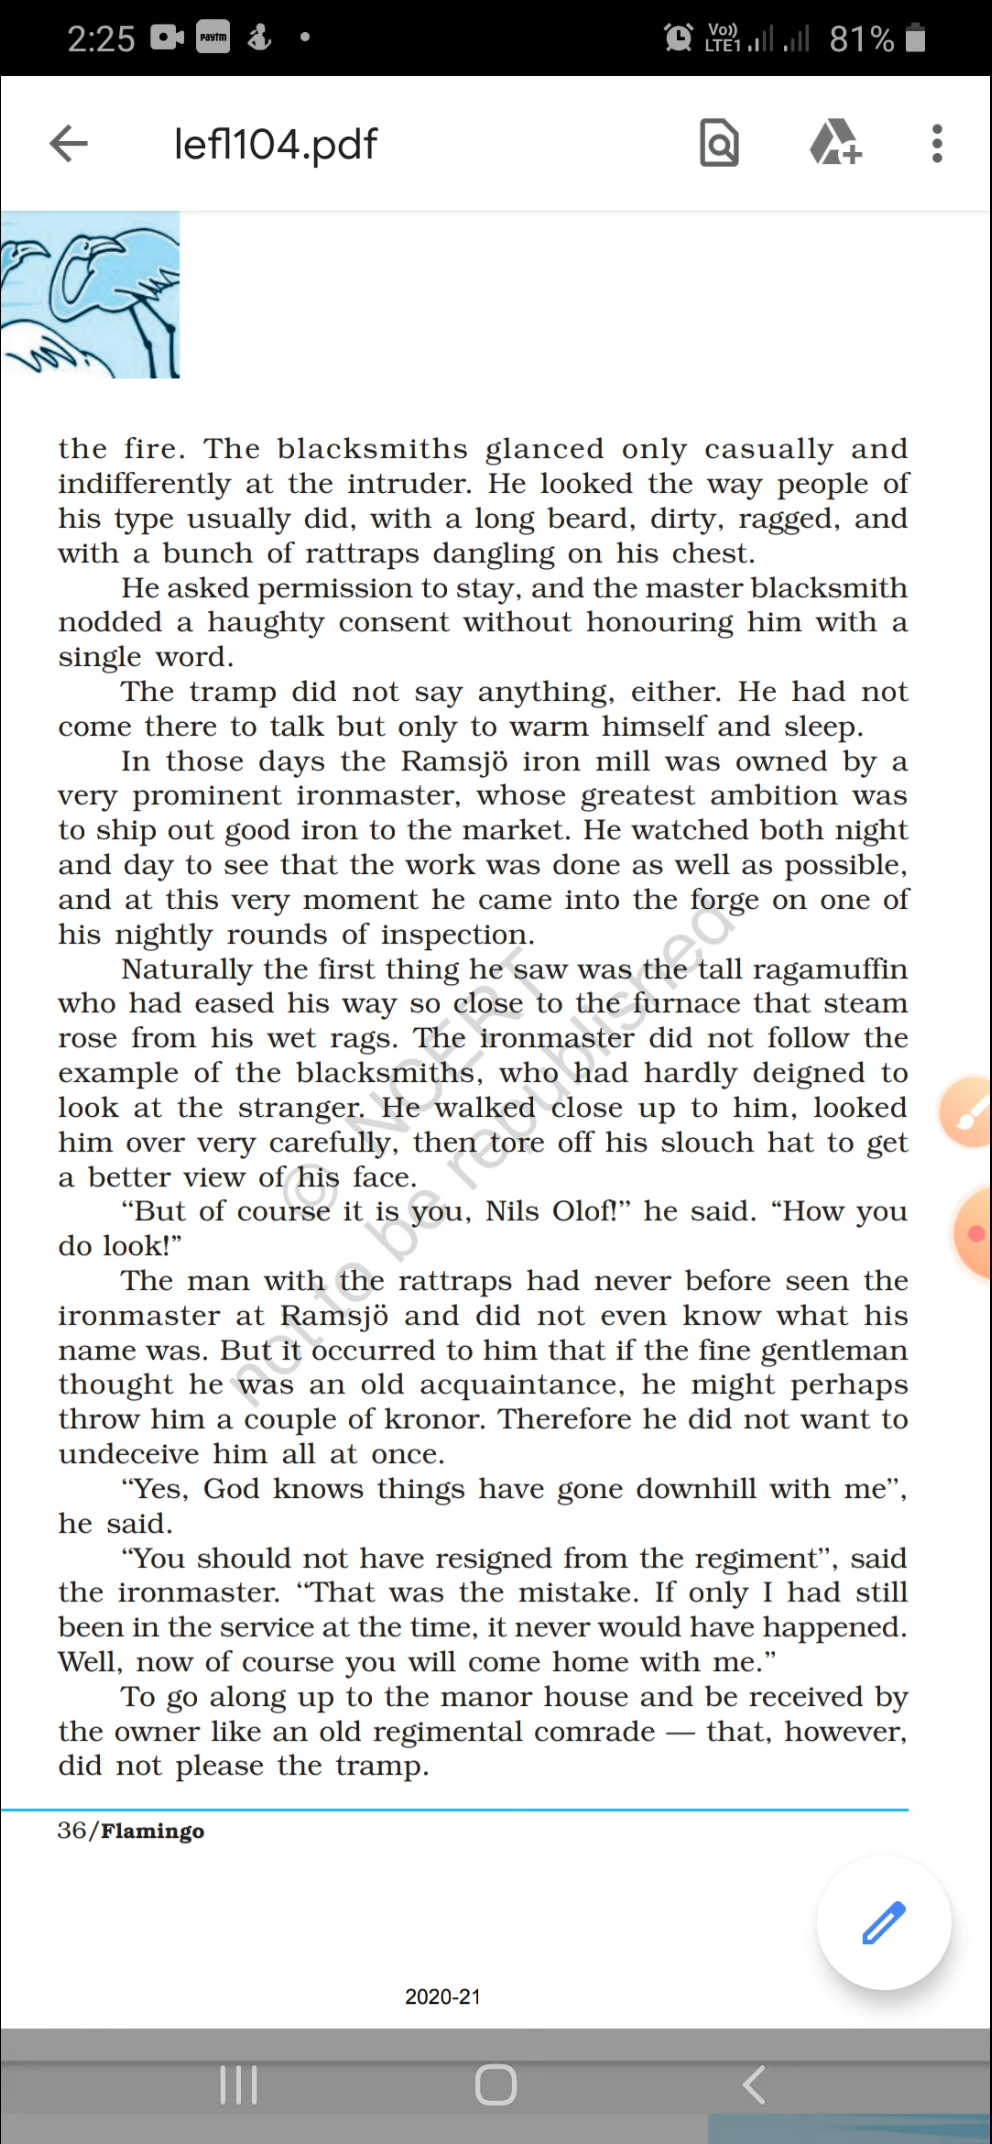 2:25 Paytm Vo)) LTE1 81%
lefl104.pdf
the fire. The blacksmiths glanced only casually and
indifferently at the intruder. He looked the way people of
his type usually did, with a long beard, dirty, ragged, and
with a bunch of rattraps dangling on his chest.
He asked permission to stay, and the master blacksmith
nodded a haughty consent without honouring him with a
single word.
The tramp did not say anything, either. He had not
come there to talk but only to warm himself and sleep.
In those days the Ramsjö iron mill was owned by a
very prominent ironmaster, whose greatest ambition was
to ship out good iron to the market. He watched both night
and day to see that the work was done as well as possible,
and at this very moment he came into the forge on one of
his nightly rounds of inspection.
Naturally the first thing he saw was the tall ragamuffin
who had eased his way so close to the furnace that steam
rose from his wet rags. The ironmaster did not follow the
example of the blacksmiths, who had hardly deigned to
look at the stranger. He walked close up to him, looked
him over very carefully, then tore off his slouch hat to get
a better view of his face.
“But of course it is you, Nils Olof!” he said. “How you
do look!”
The man with the rattraps had never before seen the
ironmaster at Ramsjö and did not even know what his
name was. But it occurred to him that if the fine gentleman
thought he was an old acquaintance, he might perhaps
throw him a couple of kronor. Therefore he did not want to
undeceive him all at once.
“Yes, God knows things have gone downhill with me”,
he said.
“You should not have resigned from the regiment”, said
the ironmaster. “That was the mistake. If only I had still
been in the service at the time, it never would have happened.
Well, now of course you will come home with me.”
To go along up to the manor house and be received by
the owner like an old regimental comrade — that, however,
did not please the tramp.
© NCERT
not to be republished
36/Flamingo
2020-21